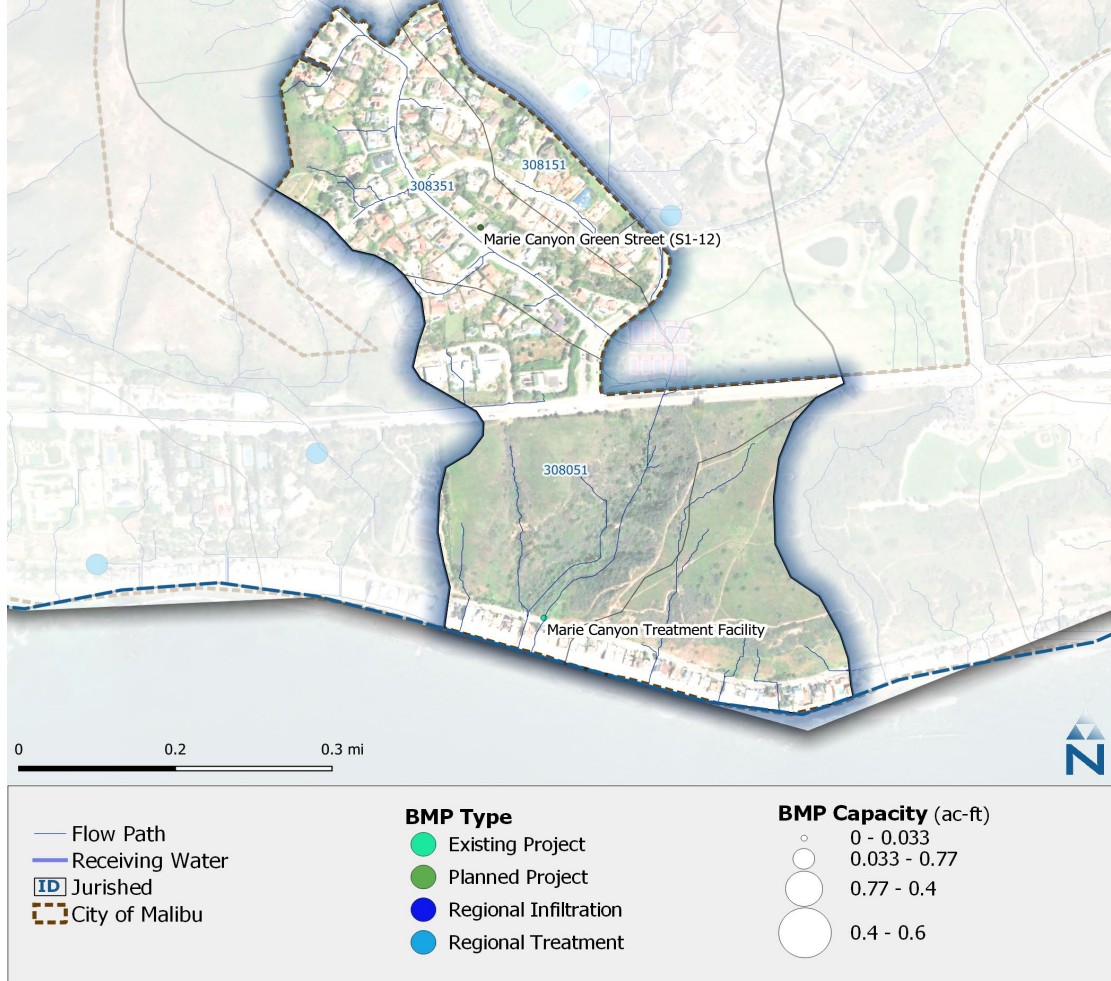 308151
308351
Marie Canyon Green Street (S1-12)
308051
Marie Canyon Treatment Facility
0 0.2 0.3 mi
N
Flow Path
Receiving Water
ID Jurished
City of Malibu
BMP Type
Existing Project
Planned Project
Regional Infiltration
Regional Treatment
BMP Capacity (ac-ft)
0 - 0.033
0.033 - 0.77
0.77 - 0.4
0.4 - 0.6